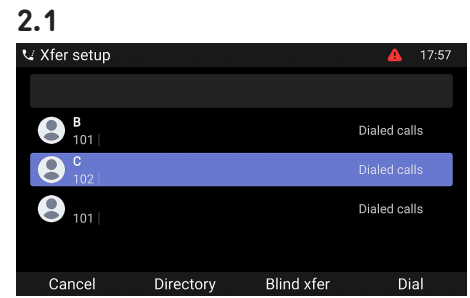 2.1
Xfer setup 17:57
B
101 Dialed calls
C
102 Dialed calls
101 Dialed calls
Cancel Directory Blind xfer Dial